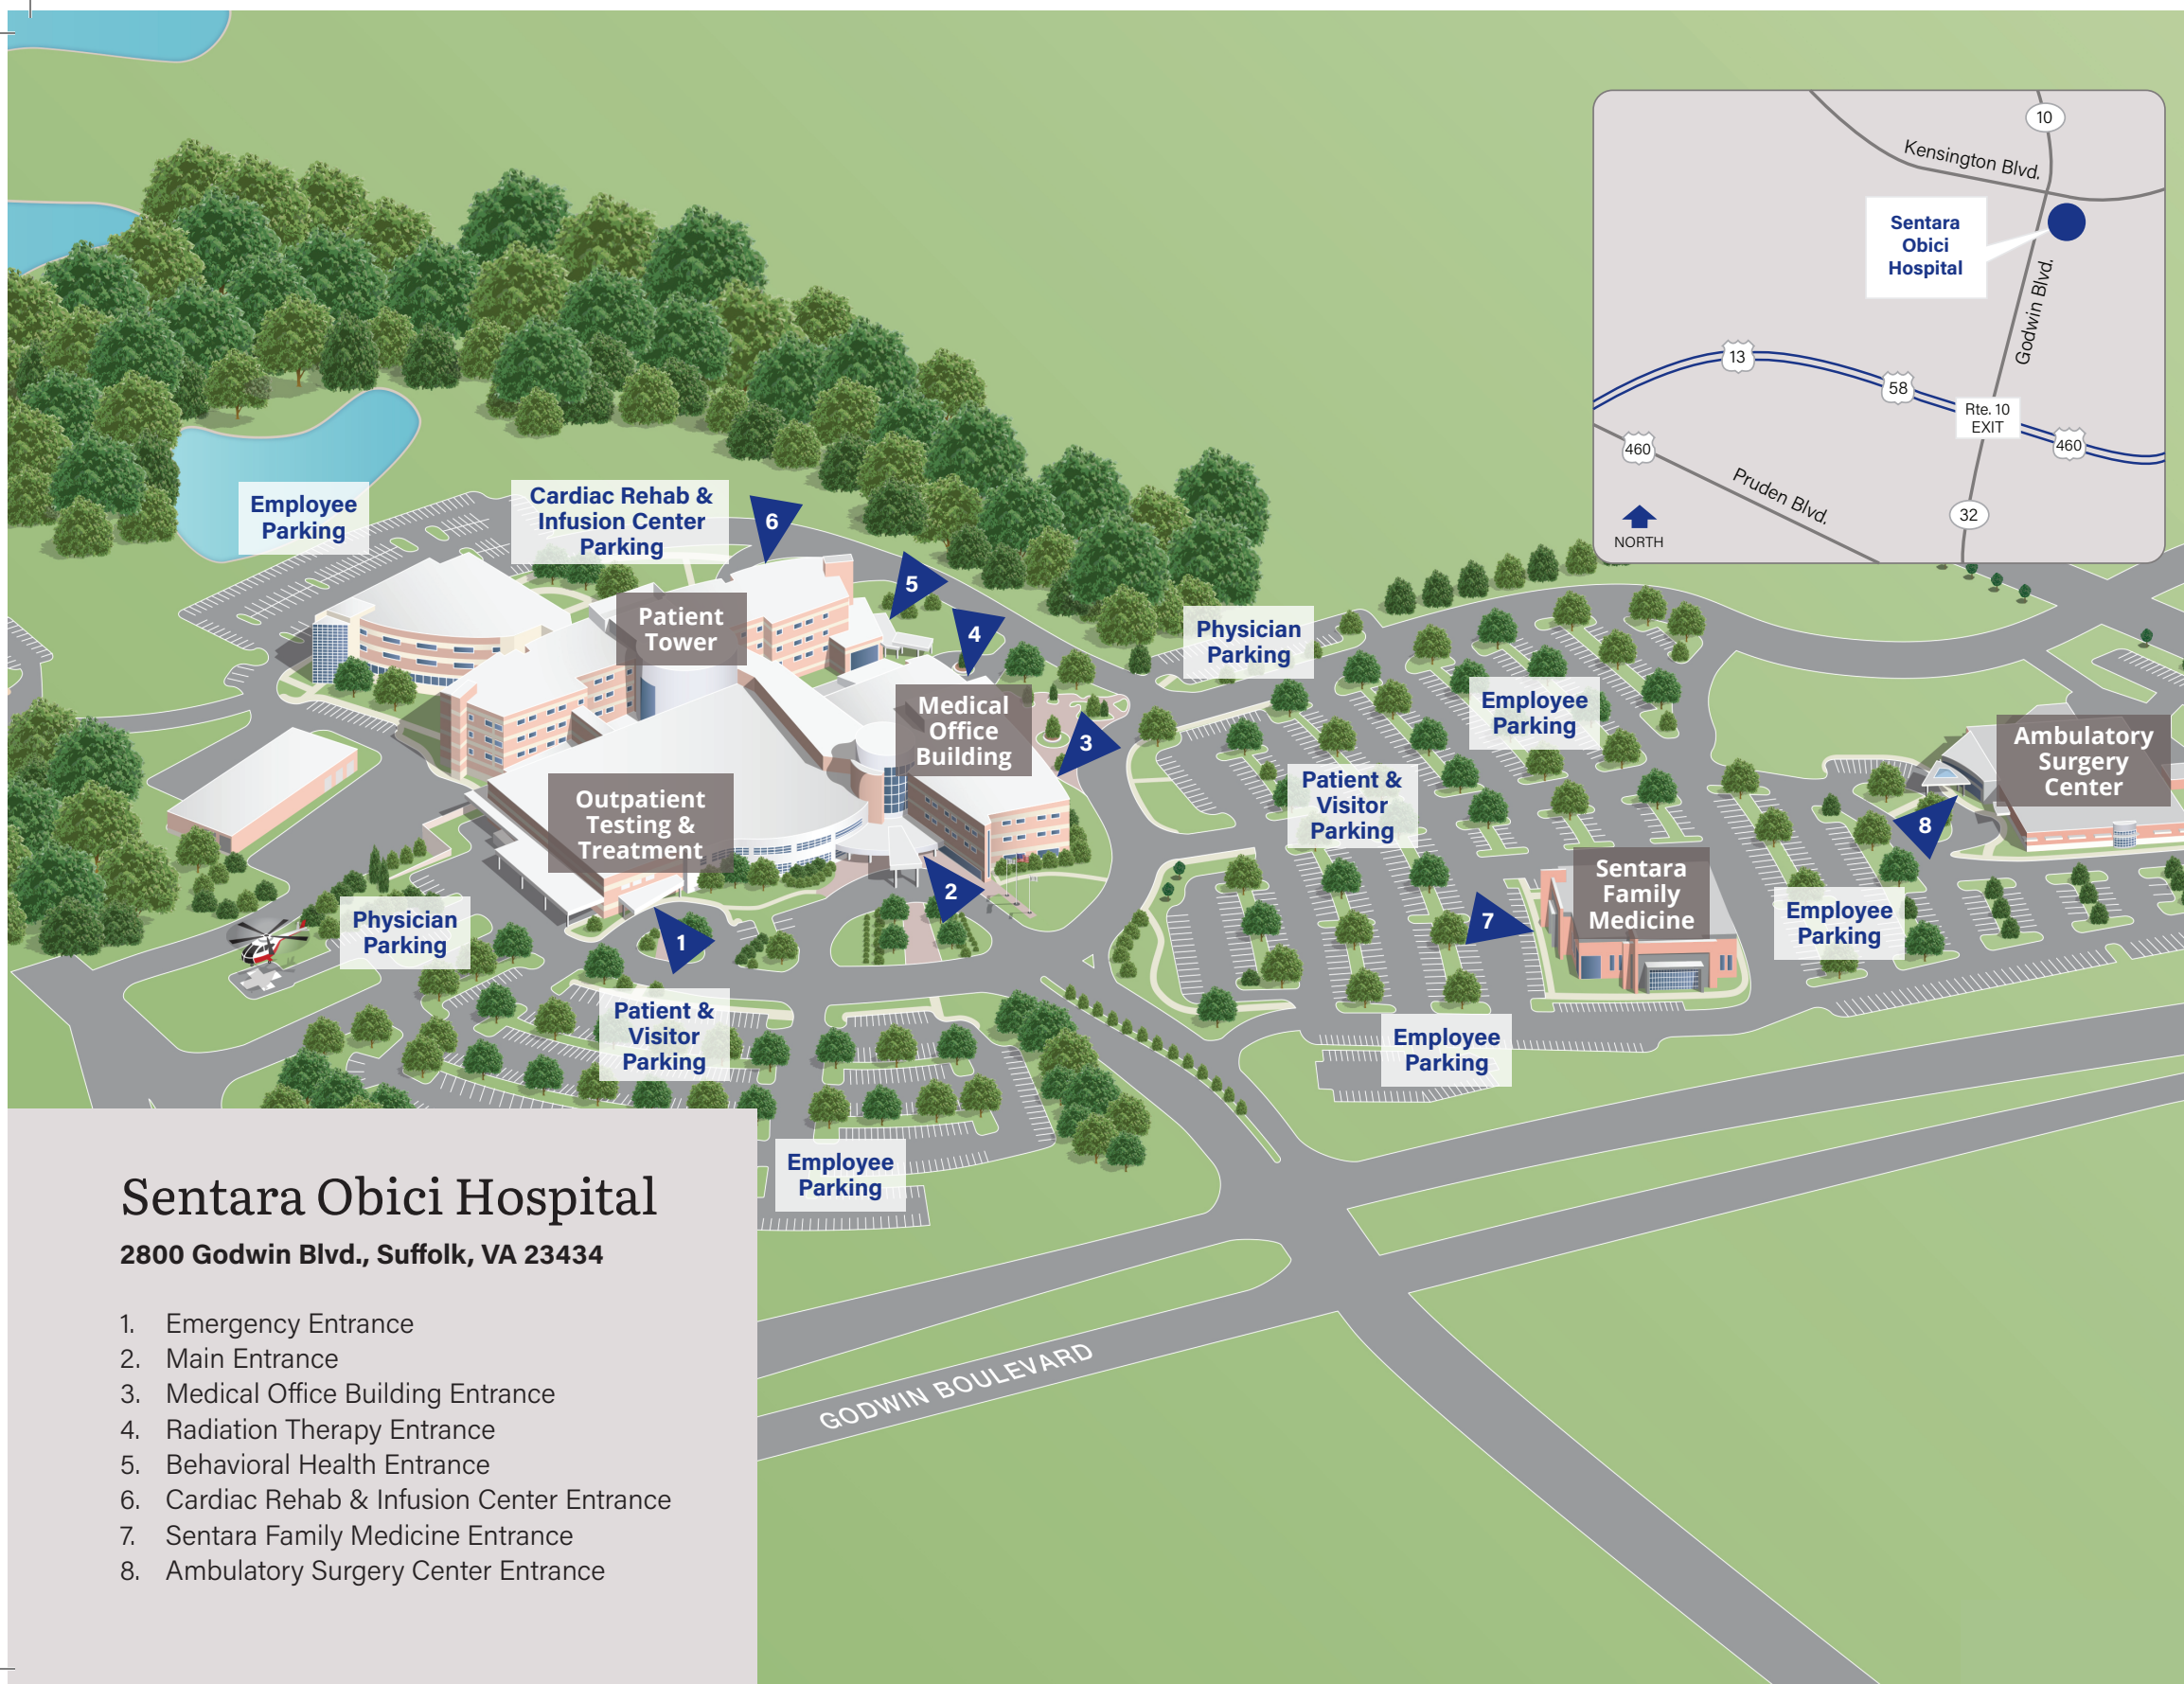 10
Kensington Blvd.
Sentara
Obici
Hospital
Godwin Blvd.
13
58
Rte. 10
EXIT
460
460
Pruden Blvd.
32
NORTH
Employee
Parking
Cardiac Rehab &
Infusion Center
Parking
6
5
4
Patient
Tower
Physician
Parking
Employee
Parking
Medical
Office
Building
3
Ambulatory
Surgery
Center
Patient &
Visitor
Parking
Outpatient
Testing &
Treatment
8
Sentara
Family
Medicine
2
7
Employee
Parking
Physician
Parking
1
Patient &
Visitor
Parking
Employee
Parking
Employee
Parking
Sentara Obici Hospital
2800 Godwin Blvd., Suffolk, VA 23434
1. Emergency Entrance
2. Main Entrance
3. Medical Office Building Entrance
4. Radiation Therapy Entrance
5. Behavioral Health Entrance
6. Cardiac Rehab & Infusion Center Entrance
7. Sentara Family Medicine Entrance
8. Ambulatory Surgery Center Entrance
GODWIN BOULEVARD